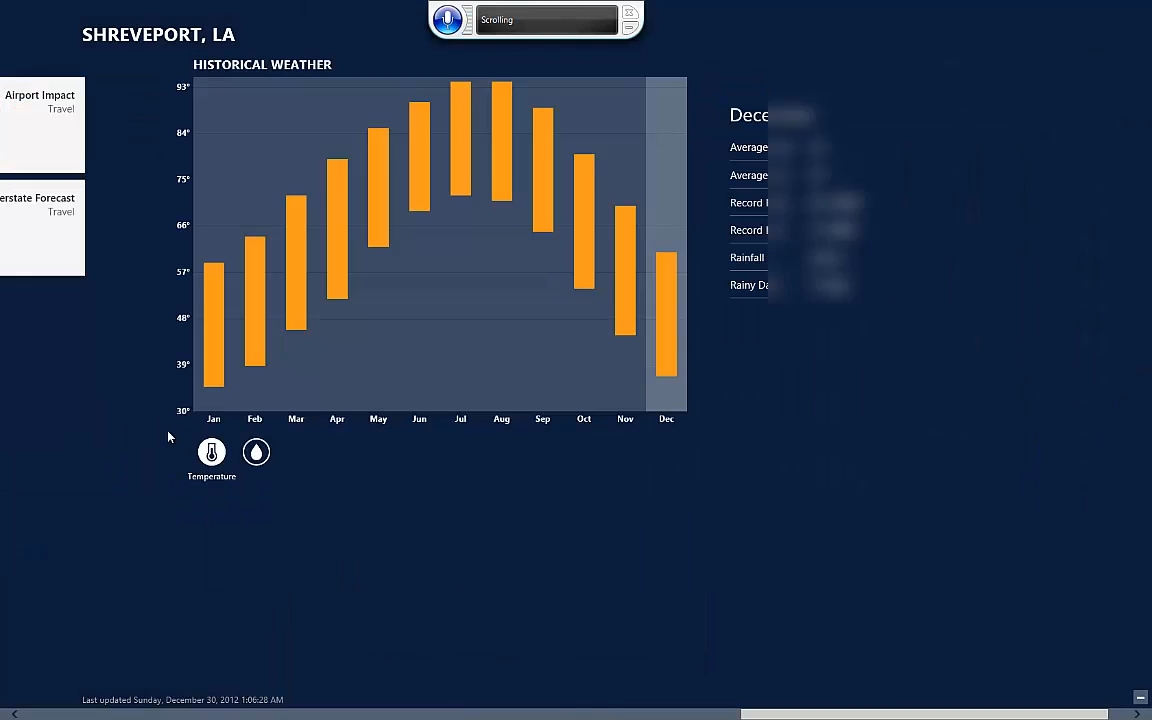 Scrolling
SHREVEPORT, LA
HISTORICAL WEATHER
Airport Impact
Travel
erstate Forecast
Travel
93°
84°
75°
66°
57°
48°
39°
30°
Jan Feb Mar Apr May Jun Jul Aug Sep Oct Nov Dec
Temperature
Average
Average
Record
Record
Rainfall
Rainy
Last updated Sunday, December 30, 2012 1:06:28 AM